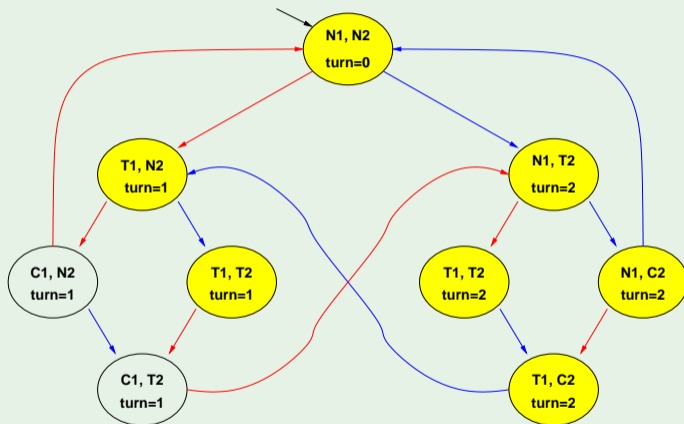 N1, N2
turn=0
T1, N2
turn=1
N1, T2
turn=2
C1, N2
turn=1
T1, T2
turn=1
T1, T2
turn=2
N1, C2
turn=2
C1, T2
turn=1
T1, C2
turn=2